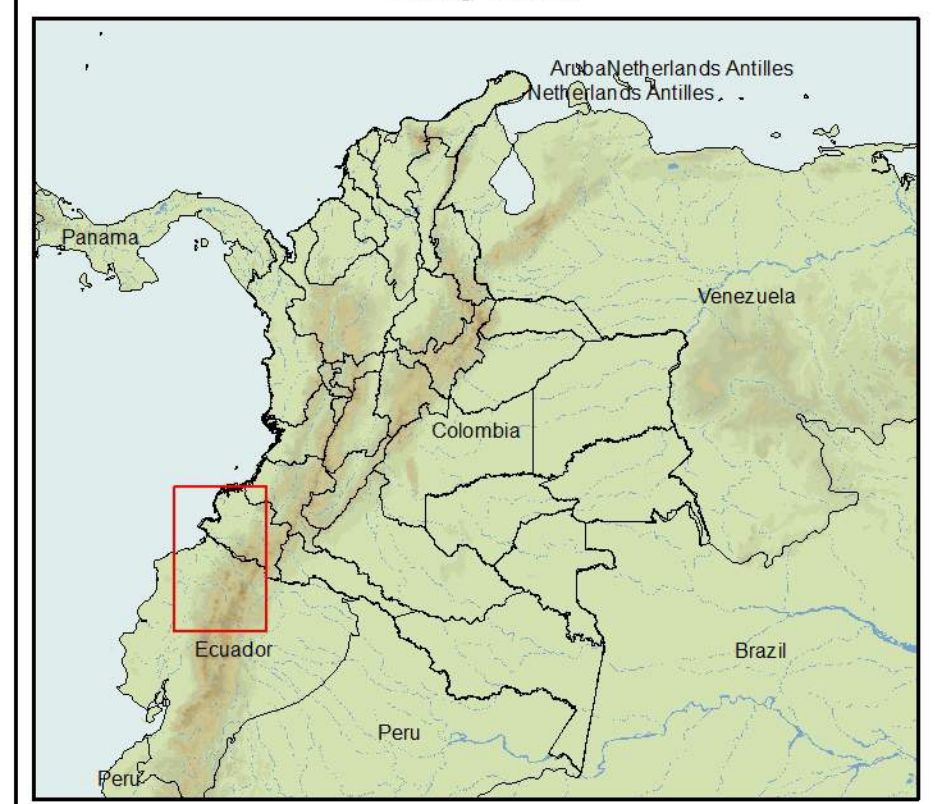 ArubaNetherlands Antilles
Netherlands Antilles
Panama
Venezuela
Colombia
Ecuador
Brazil
Peru
Peru